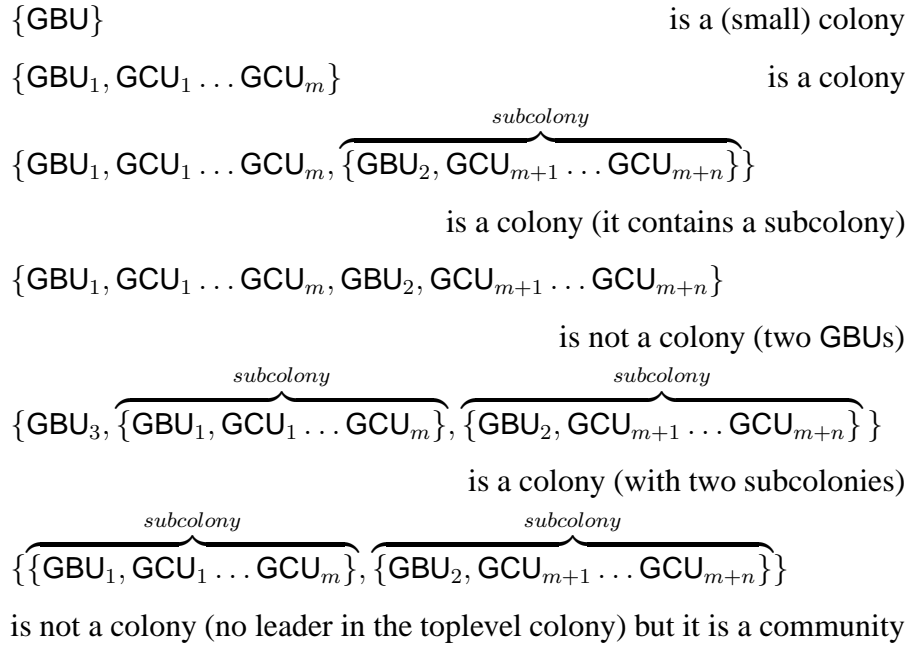 {GBU} is a (small) colony
{GBU₁, GCU₁ … GCUₘ} is a colony
subcolony
{GBU₁, GCU₁ … GCUₘ, {GBU₂, GCUₘ₊₁ … GCUₘ₊ₙ}}
is a colony (it contains a subcolony)
{GBU₁, GCU₁ … GCUₘ, GBU₂, GCUₘ₊₁ … GCUₘ₊ₙ}
is not a colony (two GBUs)
subcolony subcolony
{GBU₃, {GBU₁, GCU₁ … GCUₘ}, {GBU₂, GCUₘ₊₁ … GCUₘ₊ₙ} }
is a colony (with two subcolonies)
subcolony subcolony
{{GBU₁, GCU₁ … GCUₘ}, {GBU₂, GCUₘ₊₁ … GCUₘ₊ₙ}}
is not a colony (no leader in the toplevel colony) but it is a community